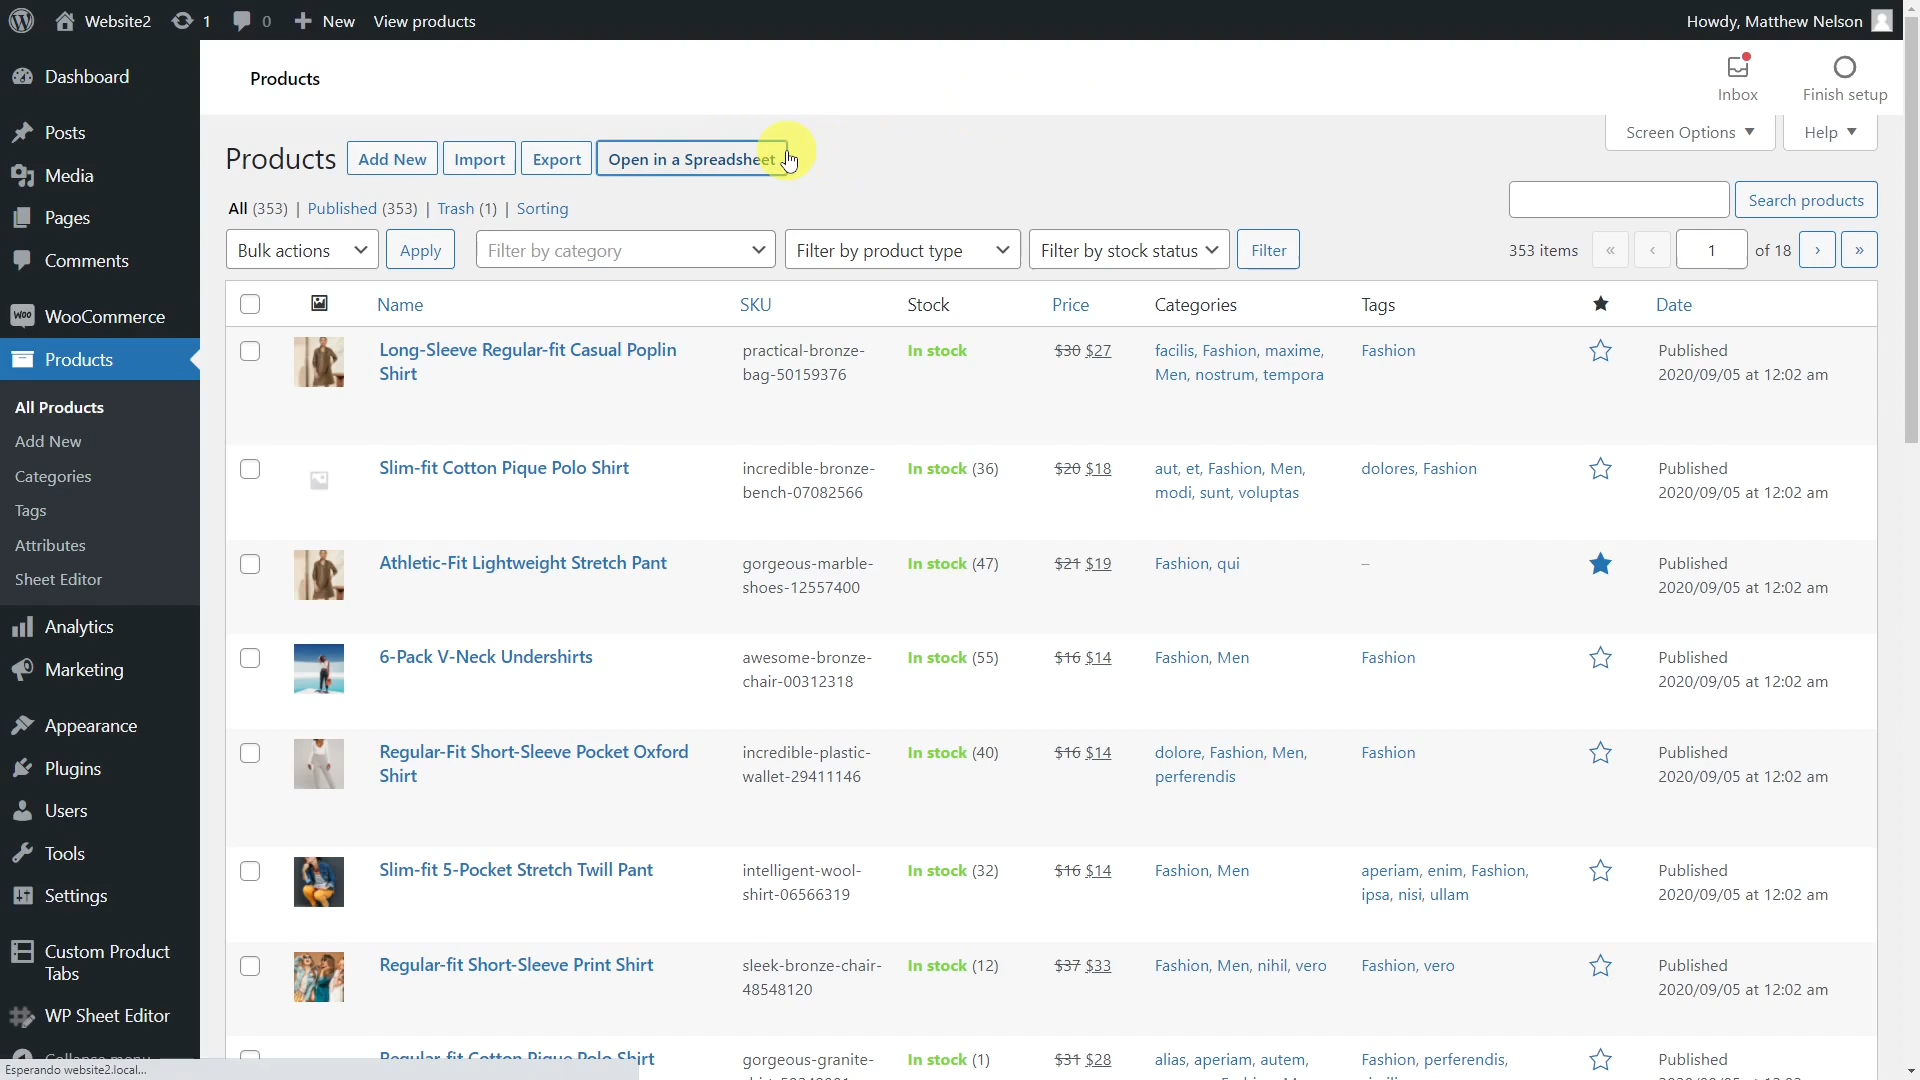 Website2 1 0 New View products Howdy, Matthew Nelson
Dashboard
Posts
Media
Pages
Comments
WooCommerce
Products
All Products
Add New
Categories
Tags
Attributes
Sheet Editor
Analytics
Marketing
Appearance
Plugins
Users
Tools
Settings
Custom Product
Tabs
WP Sheet Editor
Collapse menu
Esperando website2.local...
Products
Inbox Finish setup
Screen Options Help
Products Add New Import Export Open in a Spreadsheet
All (353) | Published (353) | Trash (1) | Sorting
Search products
Bulk actions Apply Filter by category Filter by product type Filter by stock status Filter 353 items « ‹ 1 of 18 › »
Name SKU Stock Price Categories Tags Date
Long-Sleeve Regular-fit Casual Poplin practical-bronze- In stock $30 $27 facilis, Fashion, maxime, Fashion Published
Shirt bag-50159376 Men, nostrum, tempora 2020/09/05 at 12:02 am
Slim-fit Cotton Pique Polo Shirt incredible-bronze- In stock (36) $20 $18 aut, et, Fashion, Men, dolores, Fashion Published
bench-07082566 modi, sunt, voluptas 2020/09/05 at 12:02 am
Athletic-Fit Lightweight Stretch Pant gorgeous-marble- In stock (47) $21 $19 Fashion, qui – Published
shoes-12557400 2020/09/05 at 12:02 am
6-Pack V-Neck Undershirts awesome-bronze- In stock (55) $16 $14 Fashion, Men Fashion Published
chair-00312318 2020/09/05 at 12:02 am
Regular-Fit Short-Sleeve Pocket Oxford incredible-plastic- In stock (40) $16 $14 dolore, Fashion, Men, Fashion Published
Shirt wallet-29411146 perferendis 2020/09/05 at 12:02 am
Slim-fit 5-Pocket Stretch Twill Pant intelligent-wool- In stock (32) $16 $14 Fashion, Men aperiam, enim, Fashion, Published
shirt-06566319 ipsa, nisi, ullam 2020/09/05 at 12:02 am
Regular-fit Short-Sleeve Print Shirt sleek-bronze-chair- In stock (12) $37 $33 Fashion, Men, nihil, vero Fashion, vero Published
48548120 2020/09/05 at 12:02 am
Regular-fit Cotton Pique Polo Shirt gorgeous-granite- In stock (1) $31 $28 alias, aperiam, autem, Fashion, perferendis, Published